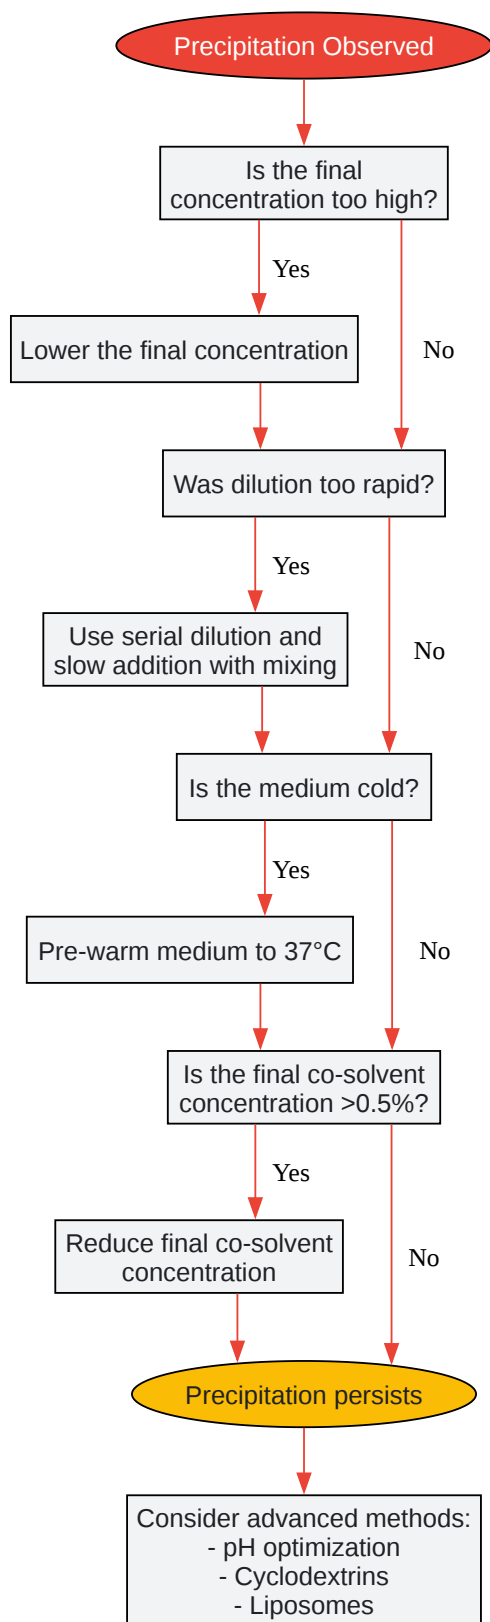 Precipitation Observed
Is the final
concentration too high?
Yes
Lower the final concentration
No
Was dilution too rapid?
Yes
Use serial dilution and
slow addition with mixing
No
Is the medium cold?
Yes
Pre-warm medium to 37°C
No
Is the final co-solvent
concentration >0.5%?
Yes
Reduce final co-solvent
concentration
No
Precipitation persists
Consider advanced methods:
- pH optimization
- Cyclodextrins
- Liposomes